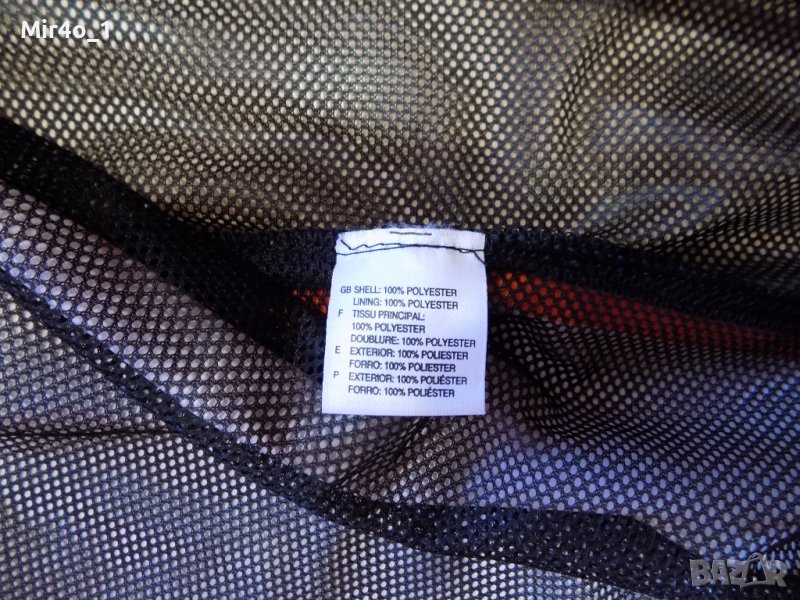 Mir4o_1
GB SHELL: 100% POLYESTER
LINING: 100% POLYESTER
F TISSU PRINCIPAL:
100% POLYESTER
DOUBLURE: 100% POLYESTER
E EXTERIOR: 100% POLIESTER
FORRO: 100% POLIESTER
P EXTERIOR: 100% POLIÉSTER
FORRO: 100% POLIÉSTER
BAZAR